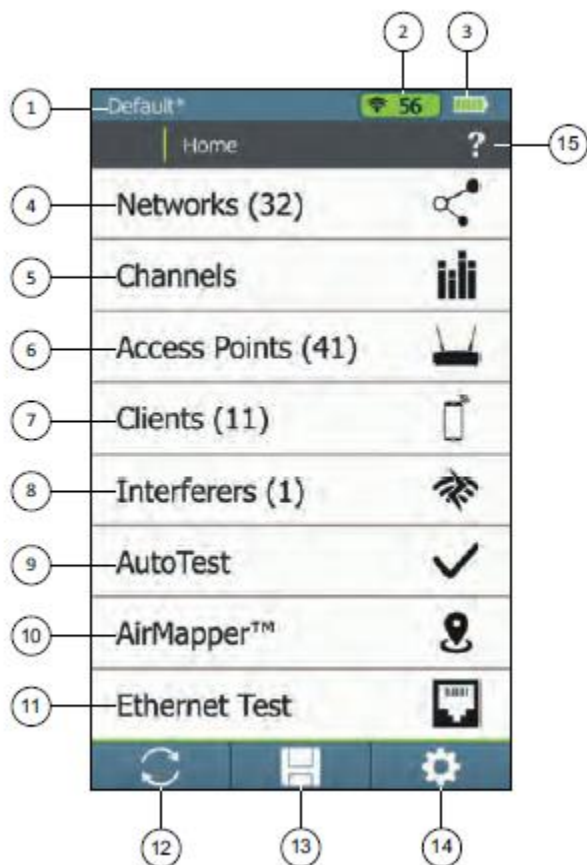 2
3
1
Default*
56
Home
?
15
4
Networks (32)
5
Channels
6
Access Points (41)
7
Clients (11)
8
Interferers (1)
9
AutoTest
10
AirMapper™
11
Ethernet Test
12
13
14